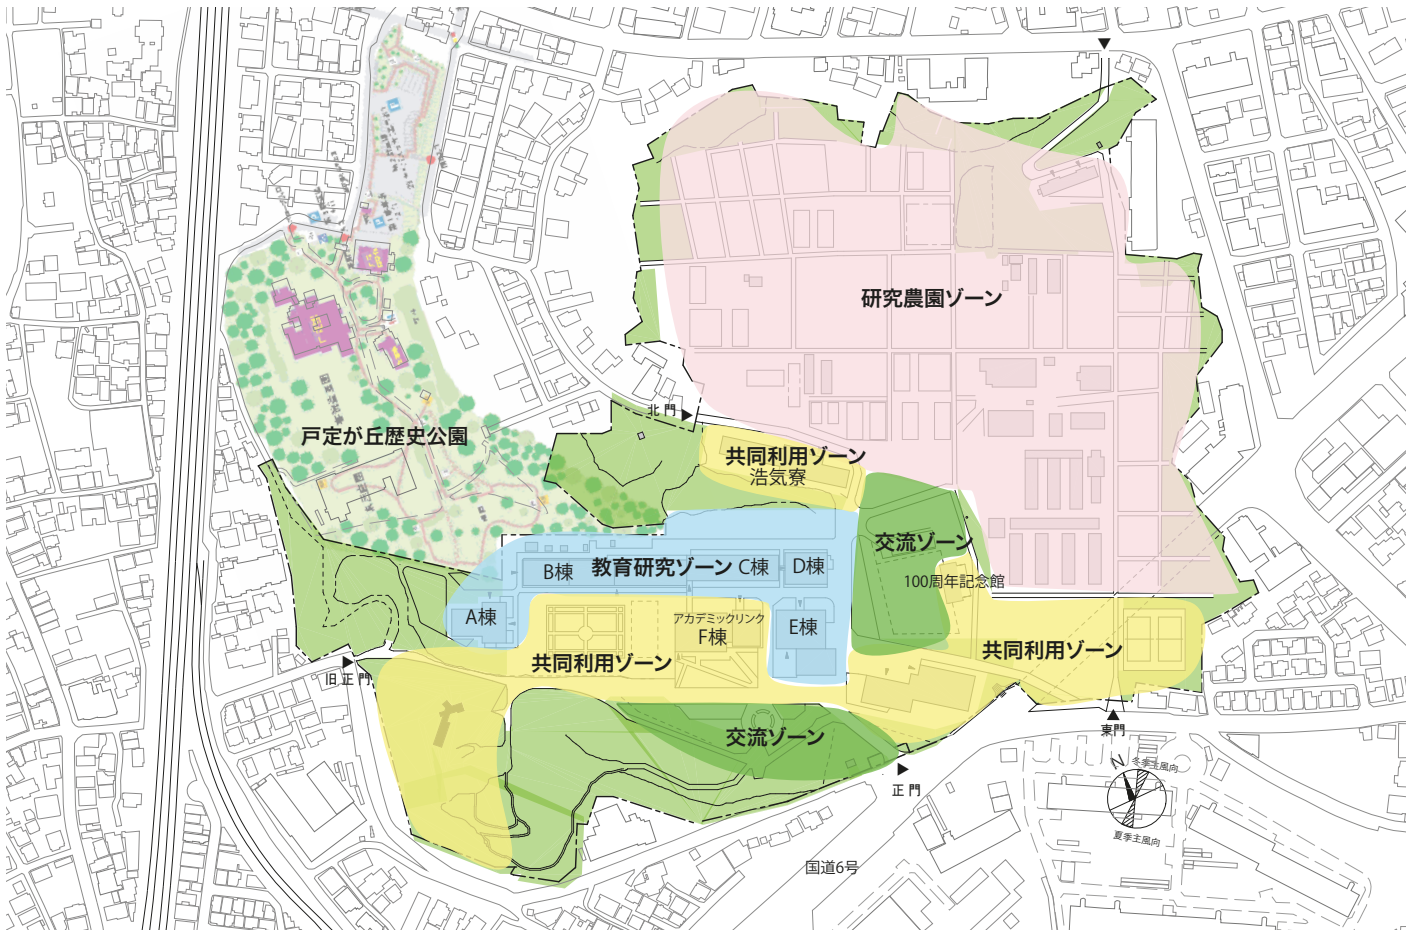 研究農園ゾーン
北門
戸定が丘歴史公園
共同利用ゾーン
浩気寮
交流ゾーン
100周年記念館
B棟
教育研究ゾーン
C棟
D棟
A棟
アカデミックリンク
F棟
E棟
共同利用ゾーン
共同利用ゾーン
旧正門
交流ゾーン
東門
正門
N
冬季主風向
夏季主風向
国道6号